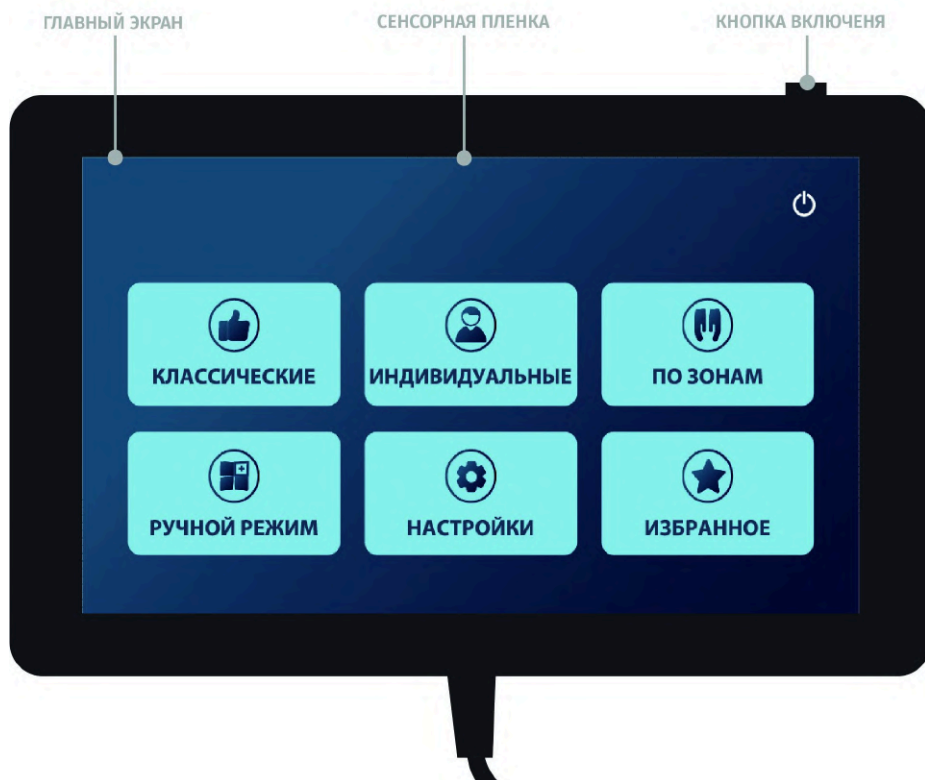 ГЛАВНЫЙ ЭКРАН
СЕНСОРНАЯ ПЛЕНКА
КНОПКА ВКЛЮЧЕНЯ
КЛАССИЧЕСКИЕ
ИНДИВИДУАЛЬНЫЕ
ПО ЗОНАМ
РУЧНОЙ РЕЖИМ
НАСТРОЙКИ
ИЗБРАННОЕ